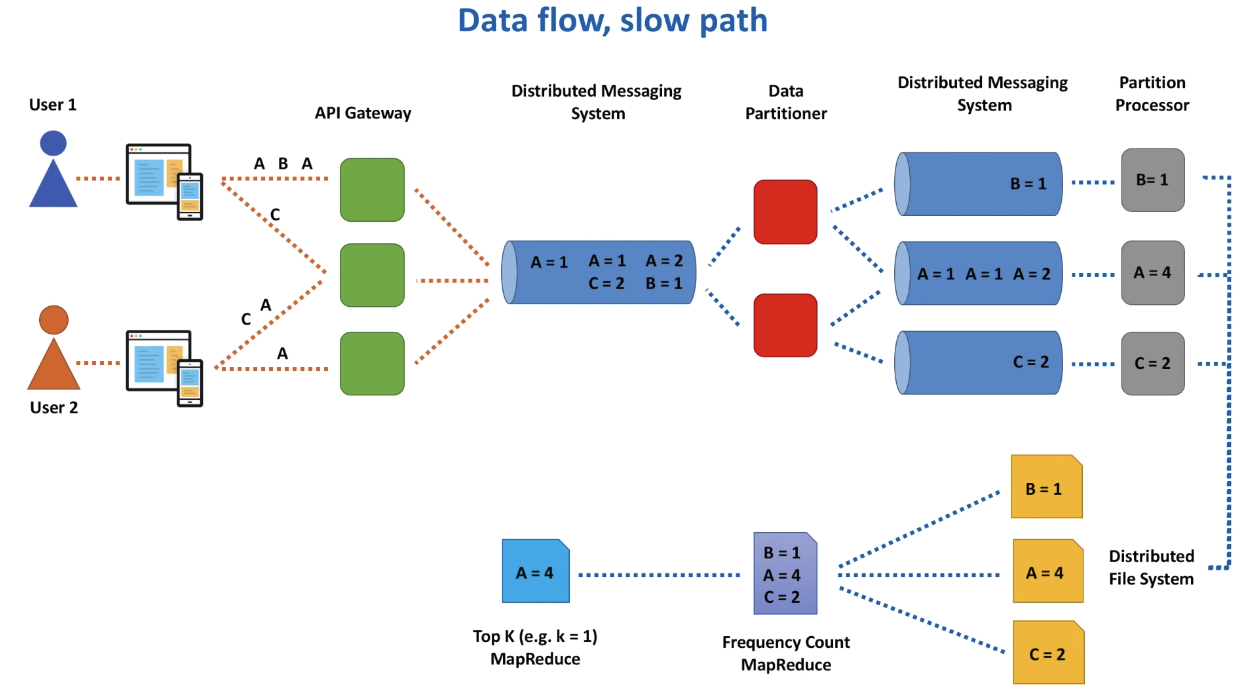 Data flow, slow path
User 1
API Gateway
Distributed Messaging
System
Data
Partitioner
Distributed Messaging
System
Partition
Processor
A B A
C
A
C
A
User 2
A = 1 A = 1 A = 2
C = 2 B = 1
B = 1
A = 1 A = 1 A = 2
C = 2
B= 1
A = 4
C = 2
B = 1
A = 4
C = 2
Distributed
File System
B = 1
A = 4
C = 2
Frequency Count
MapReduce
A = 4
Top K (e.g. k = 1)
MapReduce